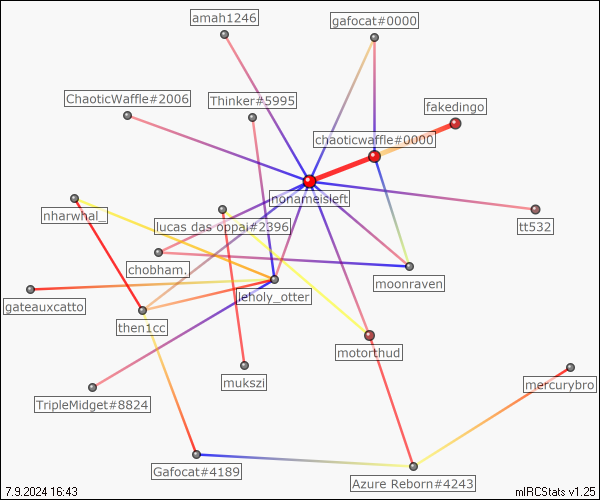 amah1246
gafocat#0000
ChaoticWaffle#2006
Thinker#5995
fakedingo
chaoticwaffle#0000
nonameisleft
nharwhal_
lucas das oppai#2396
tt532
chobham.
moonraven
gateauxcatto
leholy_otter
then1cc
motorthud
mukszi
mercurybro
TripleMidget#8824
Gafocat#4189
Azure Reborn#4243
7.9.2024 16:43
mIRCStats v1.25